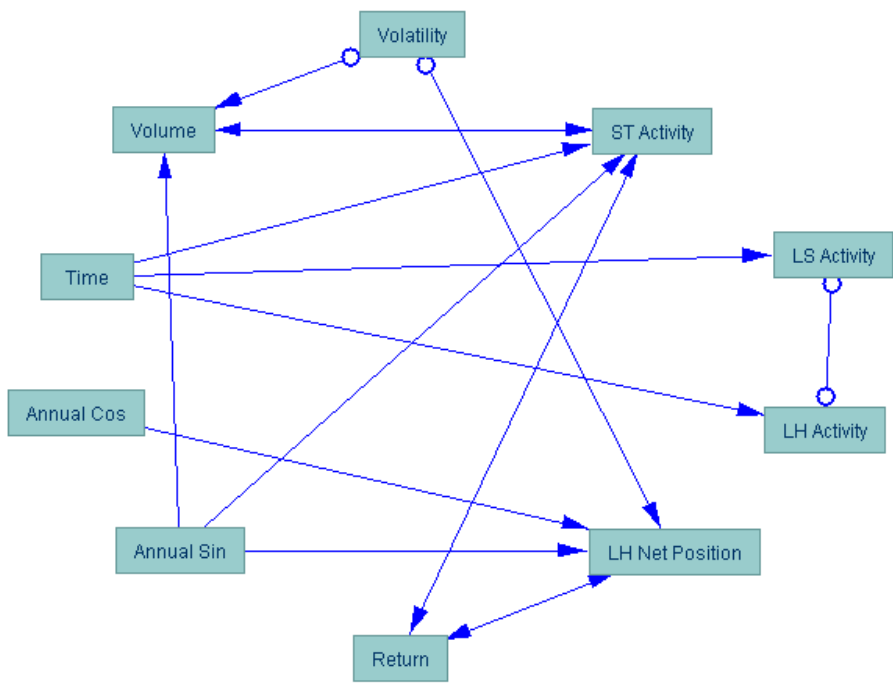 Volatility
Volume
ST Activity
LS Activity
Time
Annual Cos
LH Activity
Annual Sin
LH Net Position
Return